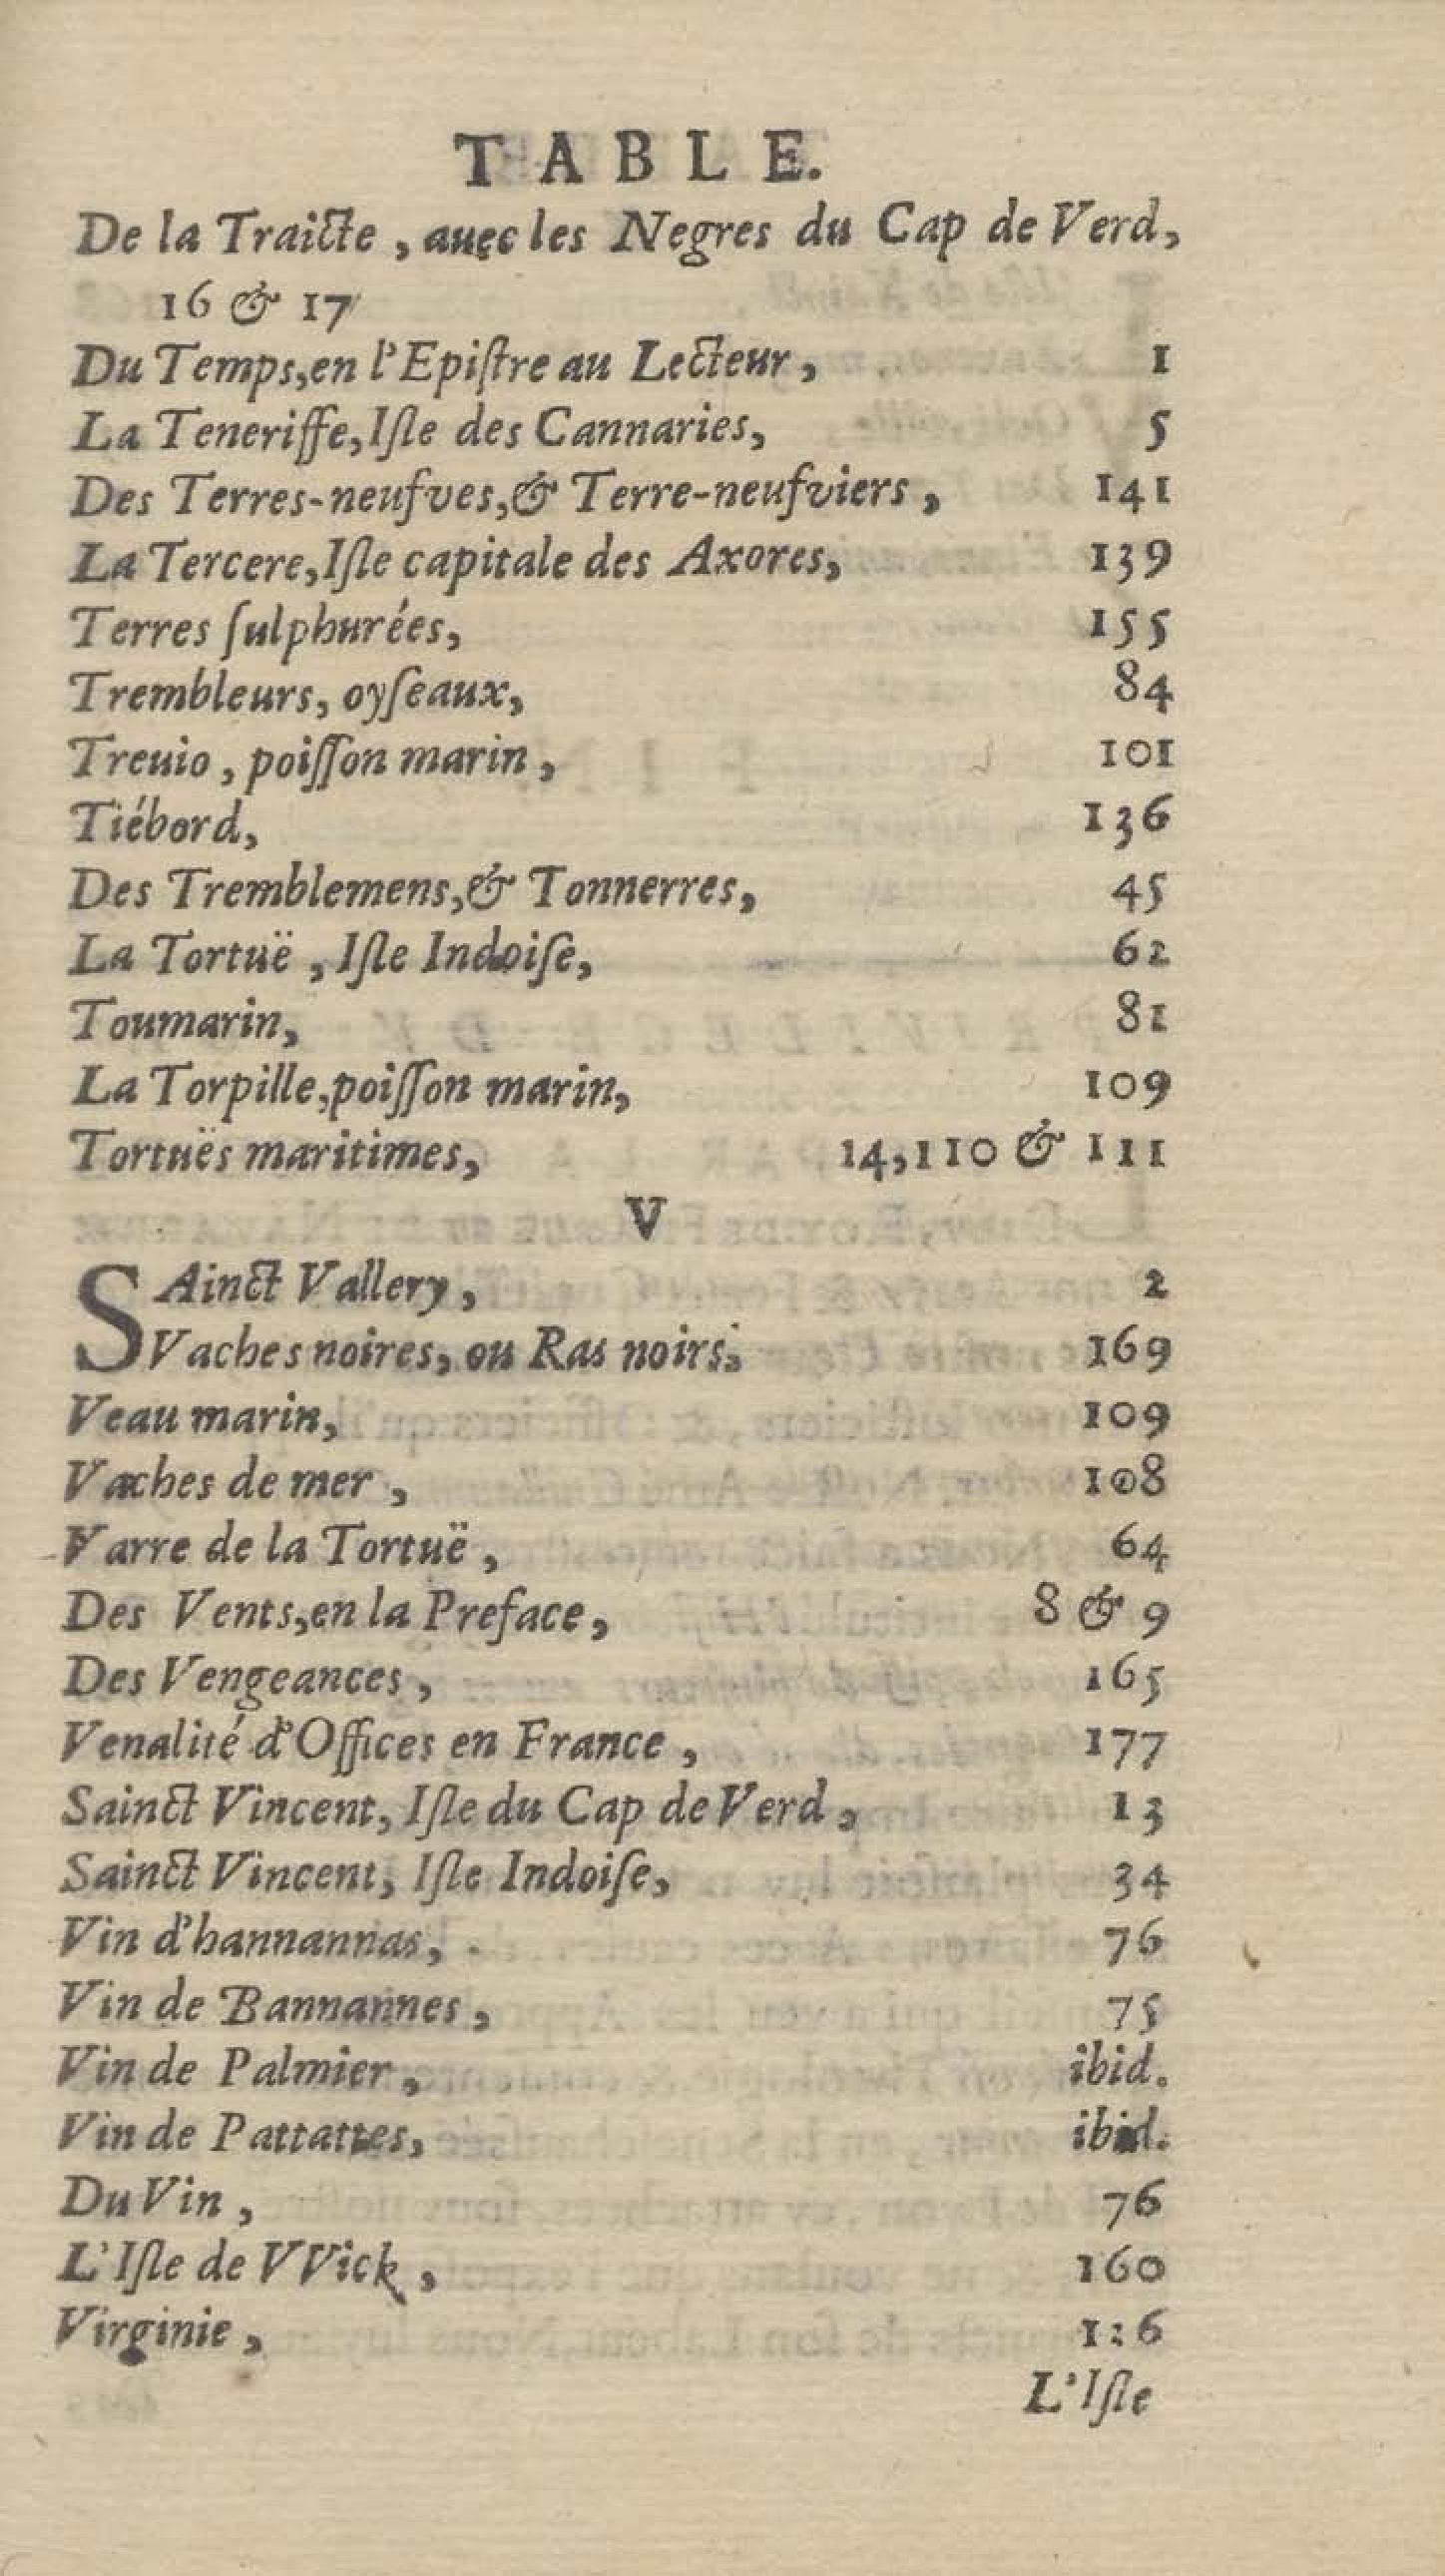 TABLE.
De la Traicte, auec les Negres du Cap de Verd,
16 & 17
Du Temps, en l'Epiſtre au Lecteur, 1
La Teneriffe, Iſle des Cannaries, 5
Des Terres-neufves, & Terre-neufviers, 141
La Tercere, Iſle capitale des Axores, 139
Terres ſulphurées, 155
Trembleurs, oyſeaux, 84
Treuio, poiſſon marin, 101
Tiébord, 136
Des Tremblemens, & Tonnerres, 45
La Tortuë, Iſle Indoiſe, 62
Toumarin, 81
La Torpille, poiſſon marin, 109
Tortuës maritimes, 14, 110 & 111
V
SAinct Vallery, 2
Vaches noires, ou Ras noirs, 169
Veau marin, 109
Vaches de mer, 108
Varre de la Tortuë, 64
Des Vents, en la Preface, 8 & 9
Des Vengeances, 165
Venalité d'Offices en France, 177
Sainct Vincent, Iſle du Cap de Verd, 13
Sainct Vincent, Iſle Indoiſe, 34
Vin d'hannannas, 76
Vin de Bannannes, 75
Vin de Palmier, ibid.
Vin de Pattattes, ibid.
Du Vin, 76
L'Iſle de VVick, 160
Virginie, 126
L'Iſle